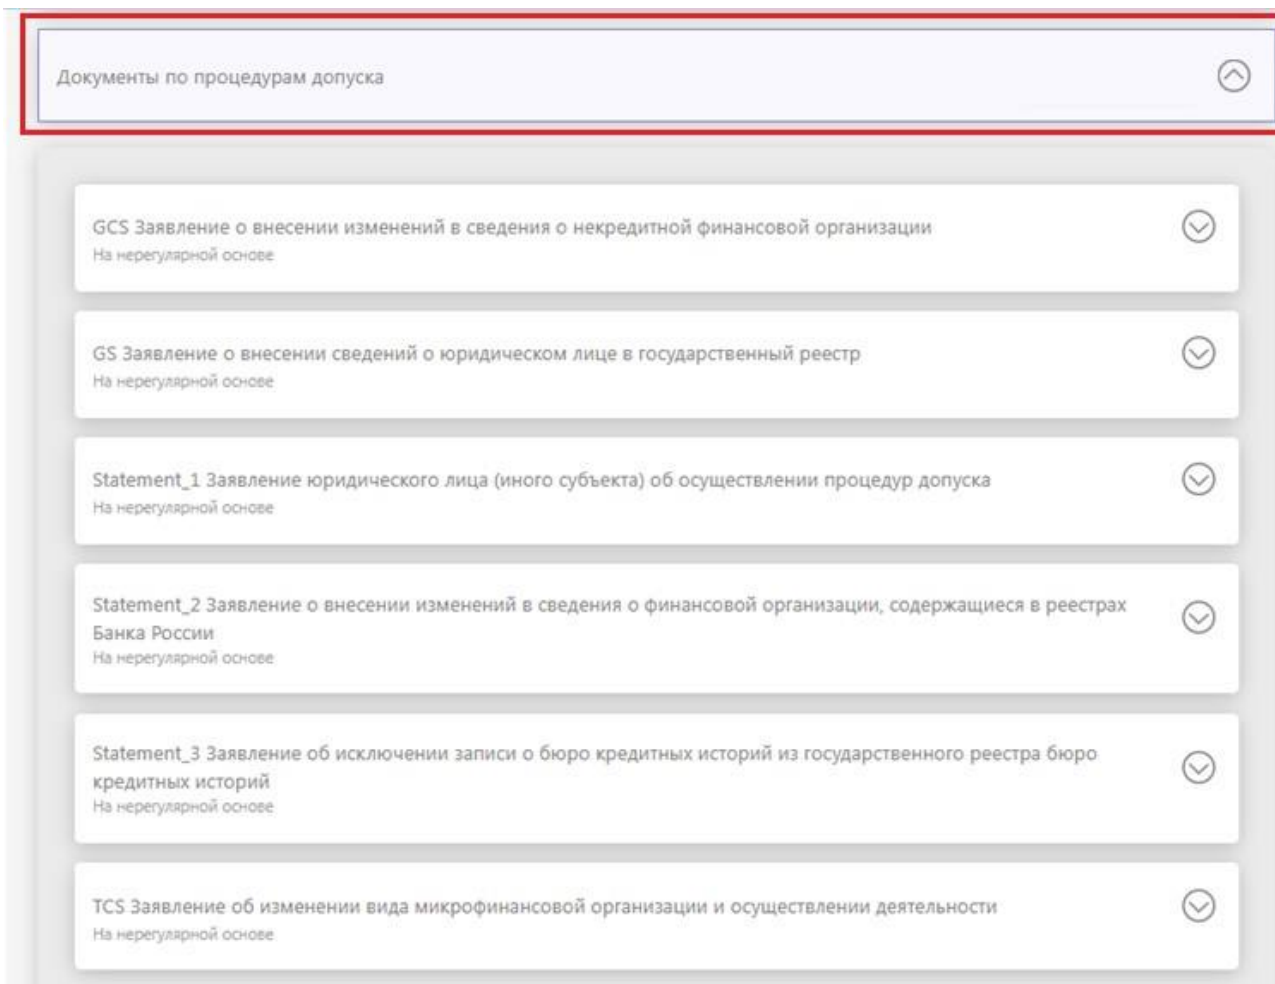 Документы по процедурам допуска
GCS Заявление о внесении изменений в сведения о некредитной финансовой организации
На нерегулярной основе
GS Заявление о внесении сведений о юридическом лице в государственный реестр
На нерегулярной основе
Statement_1 Заявление юридического лица (иного субъекта) об осуществлении процедур допуска
На нерегулярной основе
Statement_2 Заявление о внесении изменений в сведения о финансовой организации, содержащиеся в реестрах
Банка России
На нерегулярной основе
Statement_3 Заявление об исключении записи о бюро кредитных историй из государственного реестра бюро
кредитных историй
На нерегулярной основе
TCS Заявление об изменении вида микрофинансовой организации и осуществлении деятельности
На нерегулярной основе